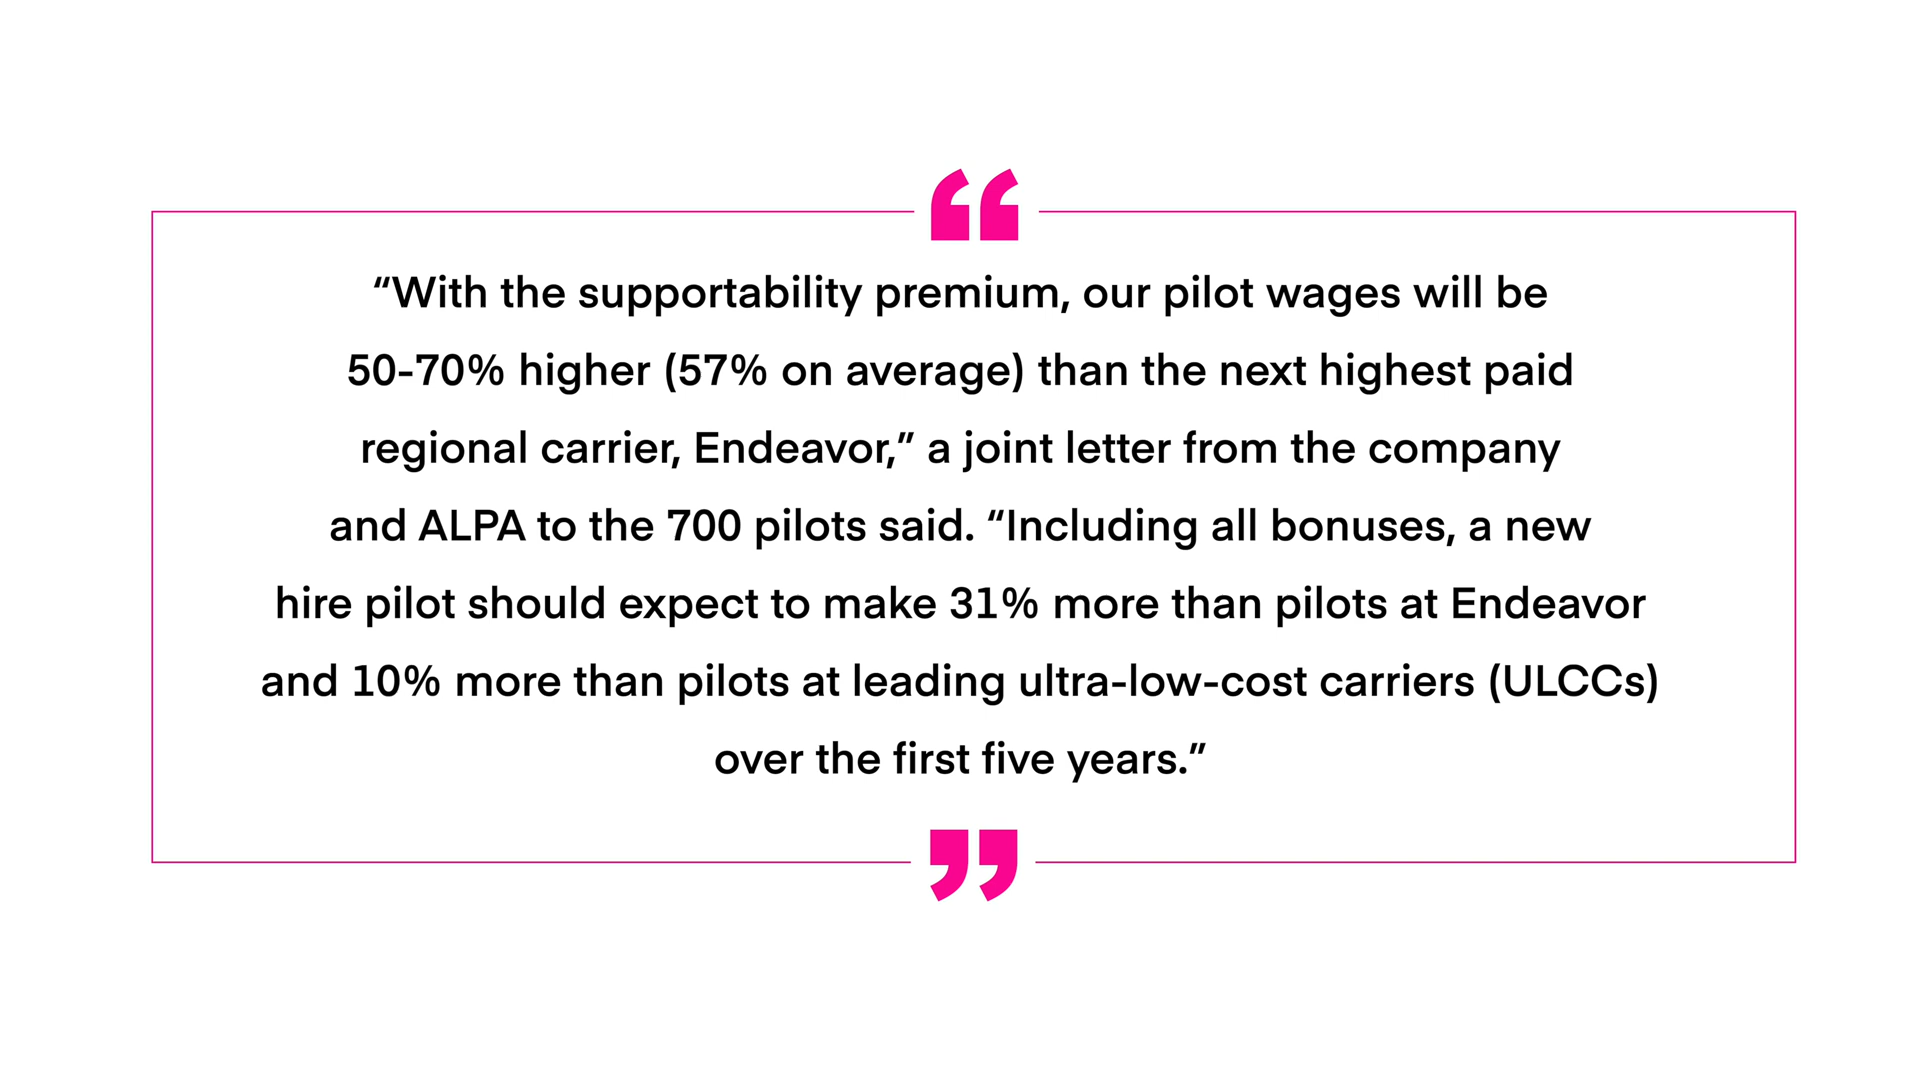 “
“With the supportability premium, our pilot wages will be
50-70% higher (57% on average) than the next highest paid
regional carrier, Endeavor,” a joint letter from the company
and ALPA to the 700 pilots said. “Including all bonuses, a new
hire pilot should expect to make 31% more than pilots at Endeavor
and 10% more than pilots at leading ultra-low-cost carriers (ULCCs)
over the first five years.”
”